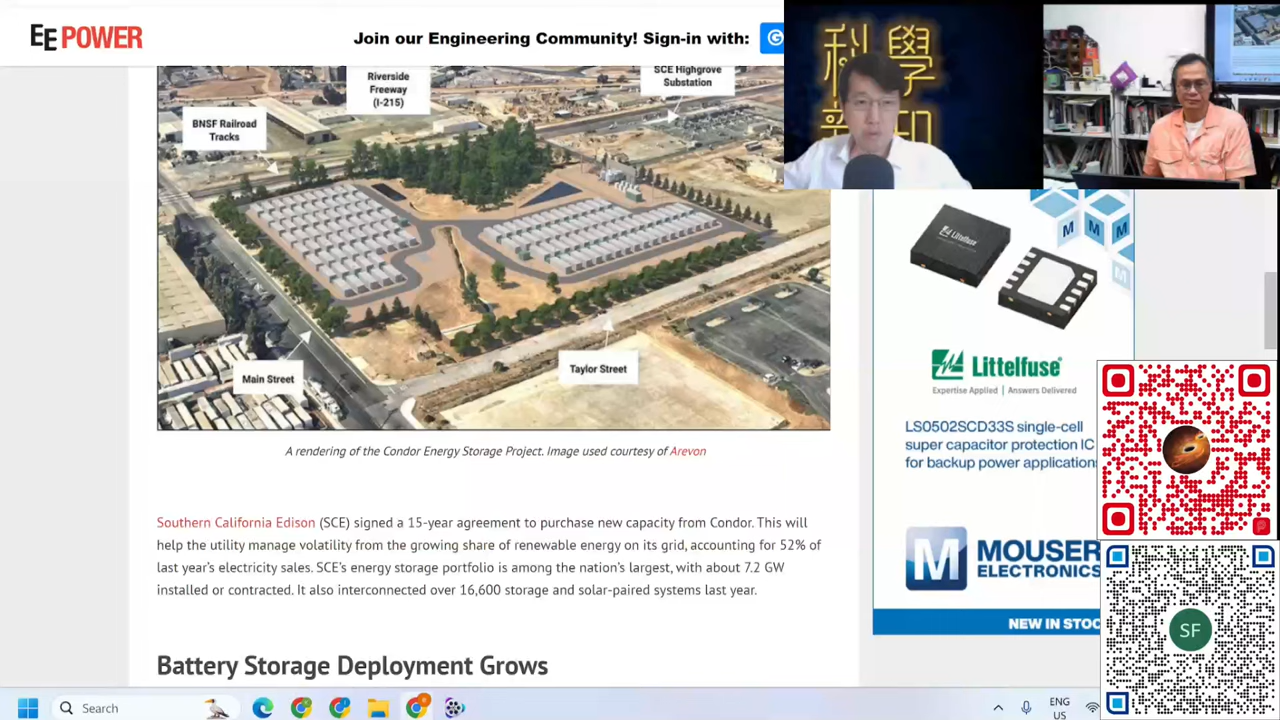 EE POWER
Join our Engineering Community! Sign-in with:
G
科學
Riverside
Freeway
(I-215)
SCE Highgrove
Substation
BNSF Railroad
Tracks
Main Street
Taylor Street
A rendering of the Condor Energy Storage Project. Image used courtesy of Arevon
Southern California Edison (SCE) signed a 15-year agreement to purchase new capacity from Condor. This will
help the utility manage volatility from the growing share of renewable energy on its grid, accounting for 52% of
last year's electricity sales. SCE's energy storage portfolio is among the nation's largest, with about 7.2 GW
installed or contracted. It also interconnected over 16,600 storage and solar-paired systems last year.
Battery Storage Deployment Grows
M M M
M
Littelfuse
Littelfuse
Expertise Applied | Answers Delivered
LS0502SCD33S single-cell
super capacitor protection IC
for backup power applications
M MOUSER
ELECTRONICS
NEW IN STOC
SF
Search
ENG
US